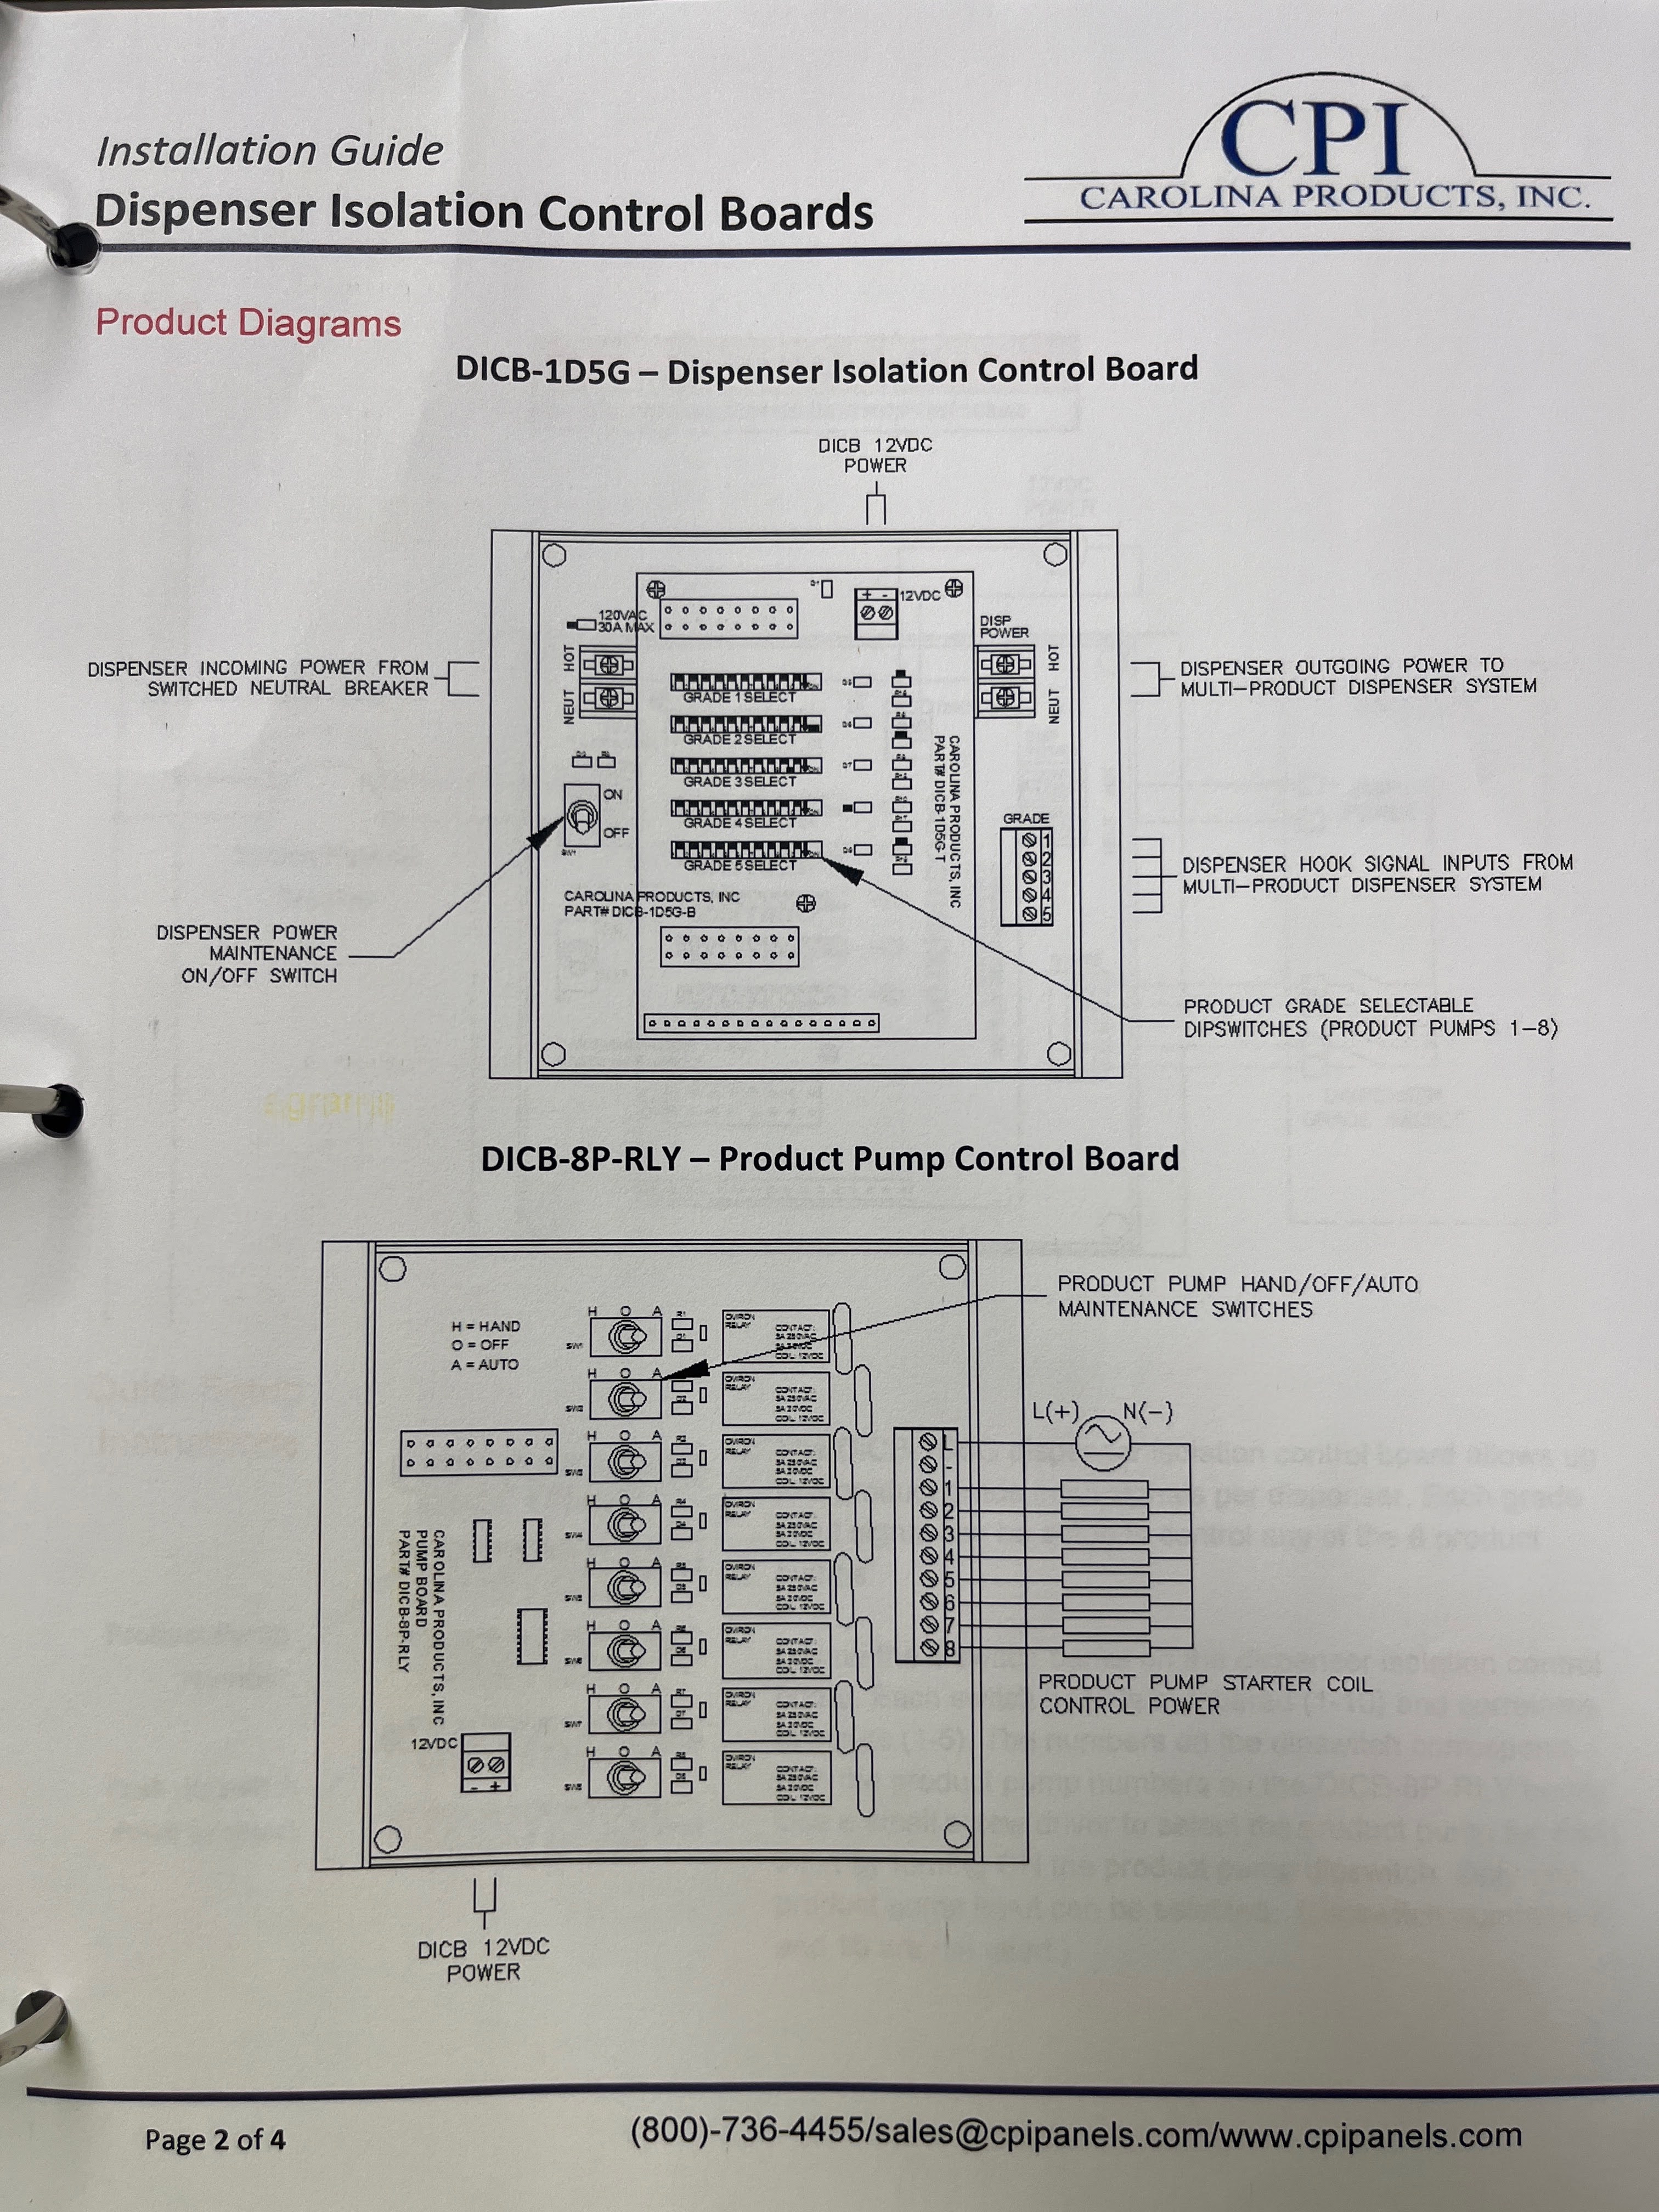 Installation Guide
Dispenser Isolation Control Boards
CPI
CAROLINA PRODUCTS, INC.
Product Diagrams
DICB-1D5G – Dispenser Isolation Control Board
DICB 12VDC
POWER
120VAC
30A MAX
+ -
12VDC
DISP
POWER
HOT
NEUT
HOT
NEUT
DISPENSER INCOMING POWER FROM
SWITCHED NEUTRAL BREAKER
DISPENSER OUTGOING POWER TO
MULTI-PRODUCT DISPENSER SYSTEM
GRADE 1 SELECT
GRADE 2 SELECT
GRADE 3 SELECT
GRADE 4 SELECT
GRADE 5 SELECT
ON
OFF
SW1
CAROLINA PRODUCTS, INC
PART# DICB-1D5G-T
GRADE
1
2
3
4
5
DISPENSER HOOK SIGNAL INPUTS FROM
MULTI-PRODUCT DISPENSER SYSTEM
CAROLINA PRODUCTS, INC
PART# DICB-1D5G-B
DISPENSER POWER
MAINTENANCE
ON/OFF SWITCH
PRODUCT GRADE SELECTABLE
DIPSWITCHES (PRODUCT PUMPS 1-8)
DICB-8P-RLY – Product Pump Control Board
PRODUCT PUMP HAND/OFF/AUTO
MAINTENANCE SWITCHES
H = HAND
O = OFF
A = AUTO
H O A
H O A
H O A
H O A
H O A
H O A
H O A
H O A
L(+) N(-)
L
-
1
2
3
4
5
6
7
8
PRODUCT PUMP STARTER COIL
CONTROL POWER
CAROLINA PRODUCTS, INC
PUMP BOARD
PART# DICB-8P-RLY
12VDC
- +
DICB 12VDC
POWER
Page 2 of 4
(800)-736-4455/sales@cpipanels.com/www.cpipanels.com